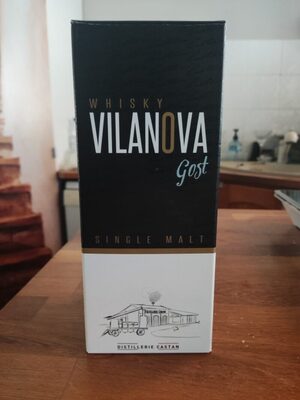 WHISKY
VILANOVA
Gost
SINGLE MALT
DISTILLERIE CASTAN